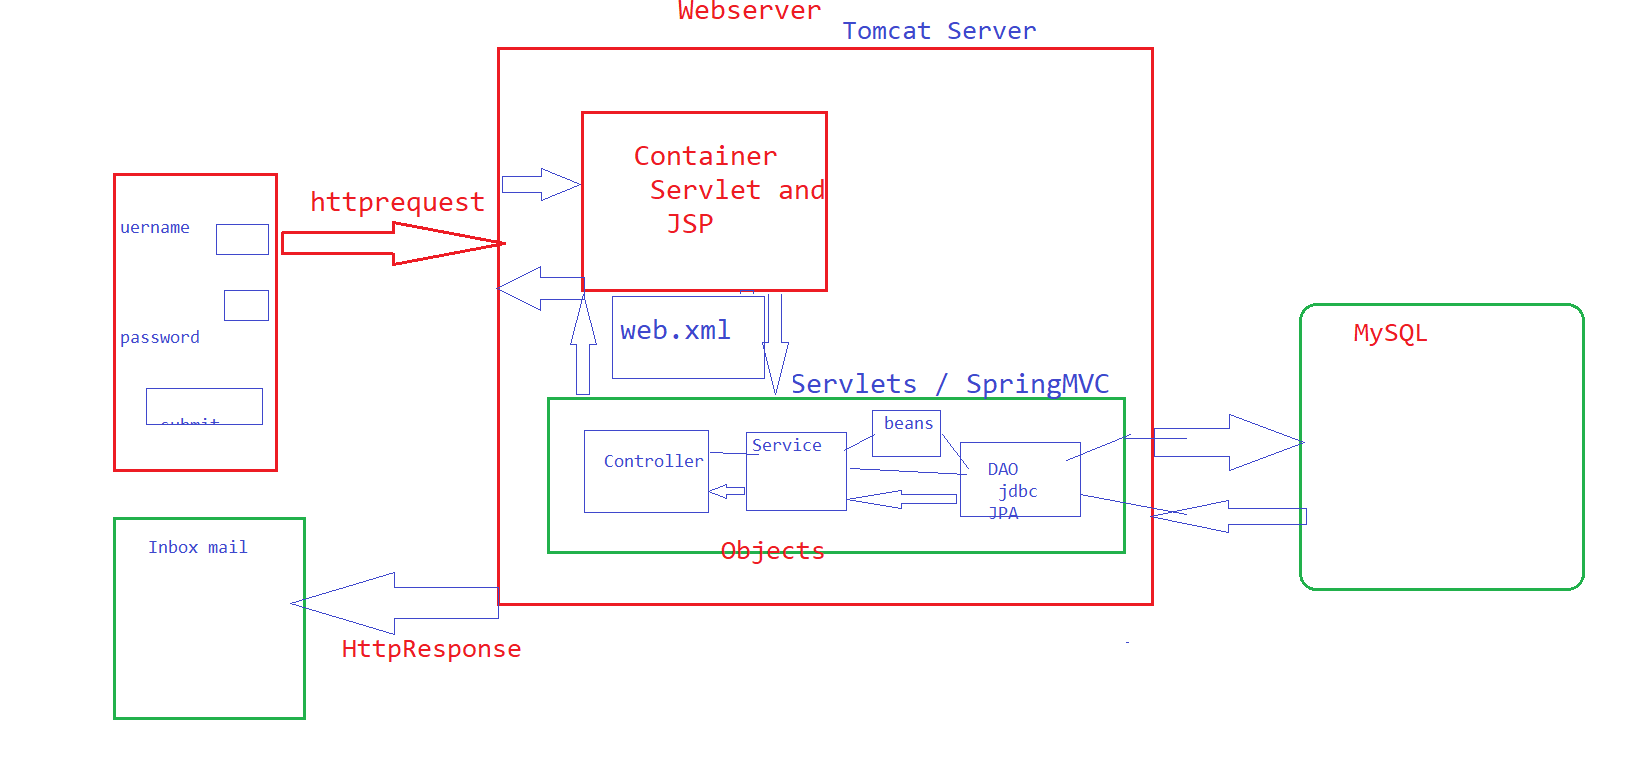 Webserver
Tomcat Server
Container
Servlet and
JSP
httprequest
uername
password
submit
web.xml
MySQL
Servlets / SpringMVC
beans
Controller
Service
DAO
jdbc
JPA
Objects
Inbox mail
HttpResponse